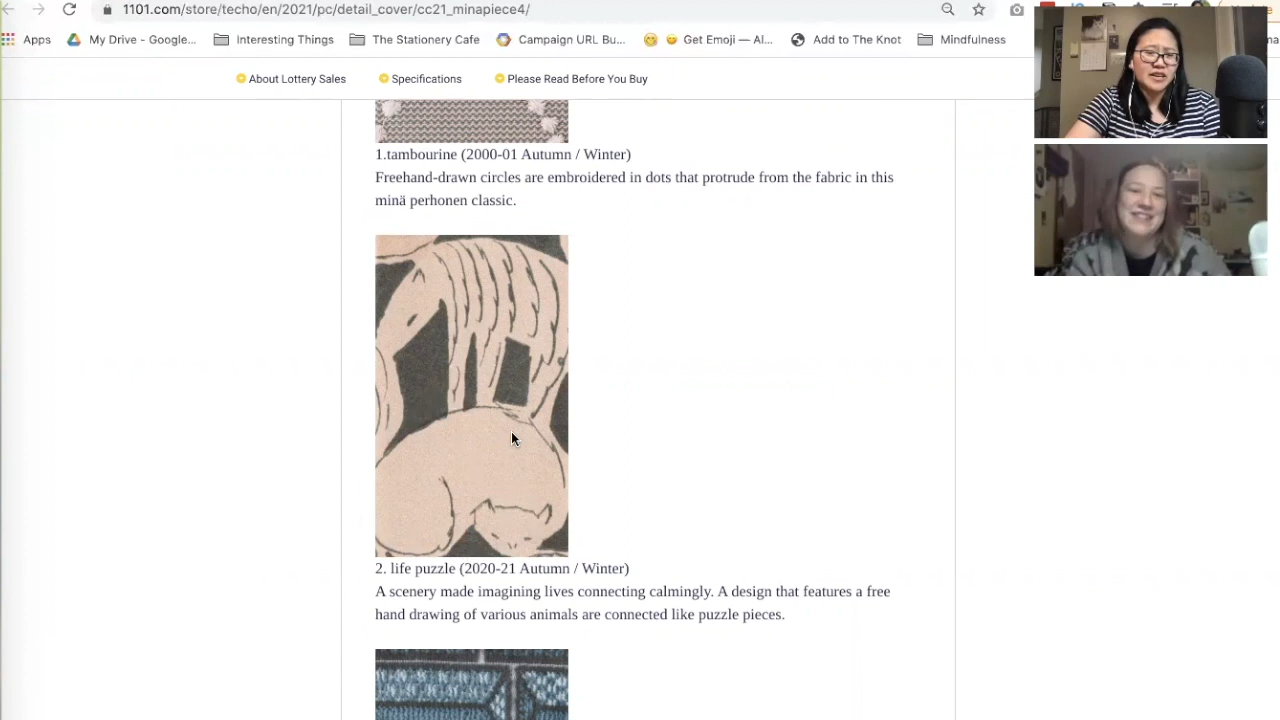 1101.com/store/techo/en/2021/pc/detail_cover/cc21_minapiece4/
Apps My Drive - Google... Interesting Things The Stationery Cafe Campaign URL Bu... Get Emoji — Al... Add to The Knot Mindfulness
About Lottery Sales Specifications Please Read Before You Buy
1.tambourine (2000-01 Autumn / Winter)
Freehand-drawn circles are embroidered in dots that protrude from the fabric in this
minä perhonen classic.
2. life puzzle (2020-21 Autumn / Winter)
A scenery made imagining lives connecting calmingly. A design that features a free
hand drawing of various animals are connected like puzzle pieces.